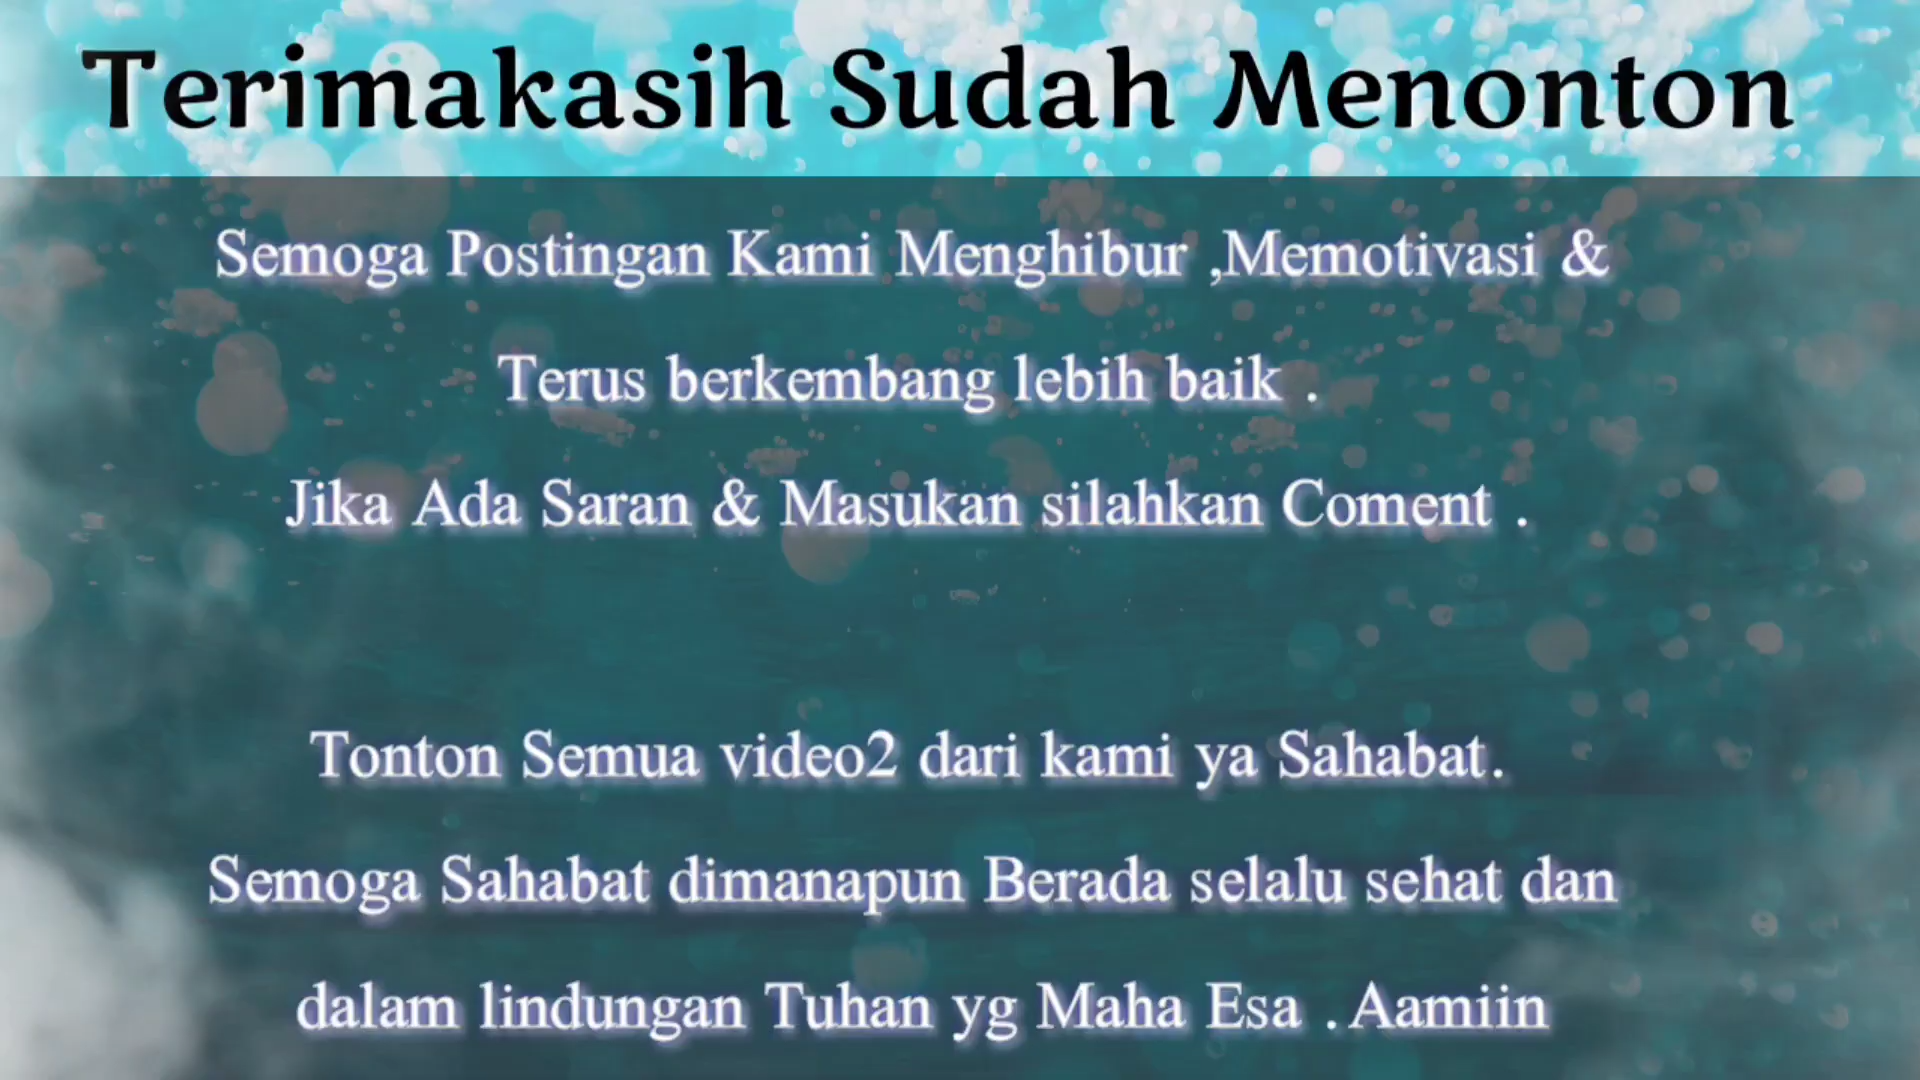 Terimakasih Sudah Menonton
Semoga Postingan Kami Menghibur ,Memotivasi &
Terus berkembang lebih baik .
Jika Ada Saran & Masukan silahkan Coment .
Tonton Semua video2 dari kami ya Sahabat.
Semoga Sahabat dimanapun Berada selalu sehat dan
dalam lindungan Tuhan yg Maha Esa . Aamiin